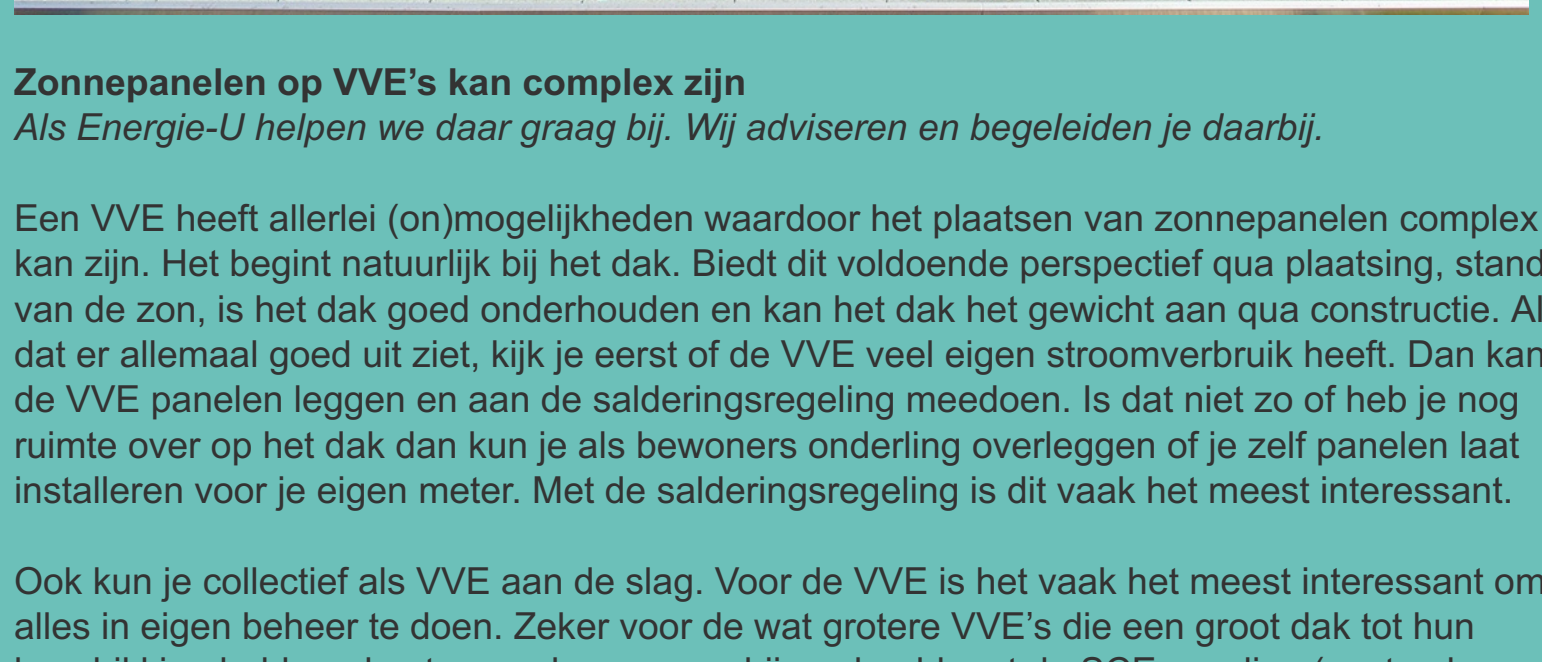 Zonnepanelen op VVE’s kan complex zijn
Als Energie-U helpen we daar graag bij. Wij adviseren en begeleiden je daarbij.
Een VVE heeft allerlei (on)mogelijkheden waardoor het plaatsen van zonnepanelen complex
kan zijn. Het begint natuurlijk bij het dak. Biedt dit voldoende perspectief qua plaatsing, stand
van de zon, is het dak goed onderhouden en kan het dak het gewicht aan qua constructie.
dat er allemaal goed uit ziet, kijk je eerst of de VVE veel eigen stroomverbruik heeft. Dan kan
de VVE panelen leggen en aan de salderingsregeling meedoen. Is dat niet zo of heb je nog
ruimte over op het dak dan kun je als bewoners onderling overleggen of je zelf panelen laat
installeren voor je eigen meter. Met de salderingsregeling is dit vaak het meest interessant.
Ook kun je collectief als VVE aan de slag. Voor de VVE is het vaak het meest interessant om
alles in eigen beheer te doen. Zeker voor de wat grotere VVE’s die een groot dak tot hun